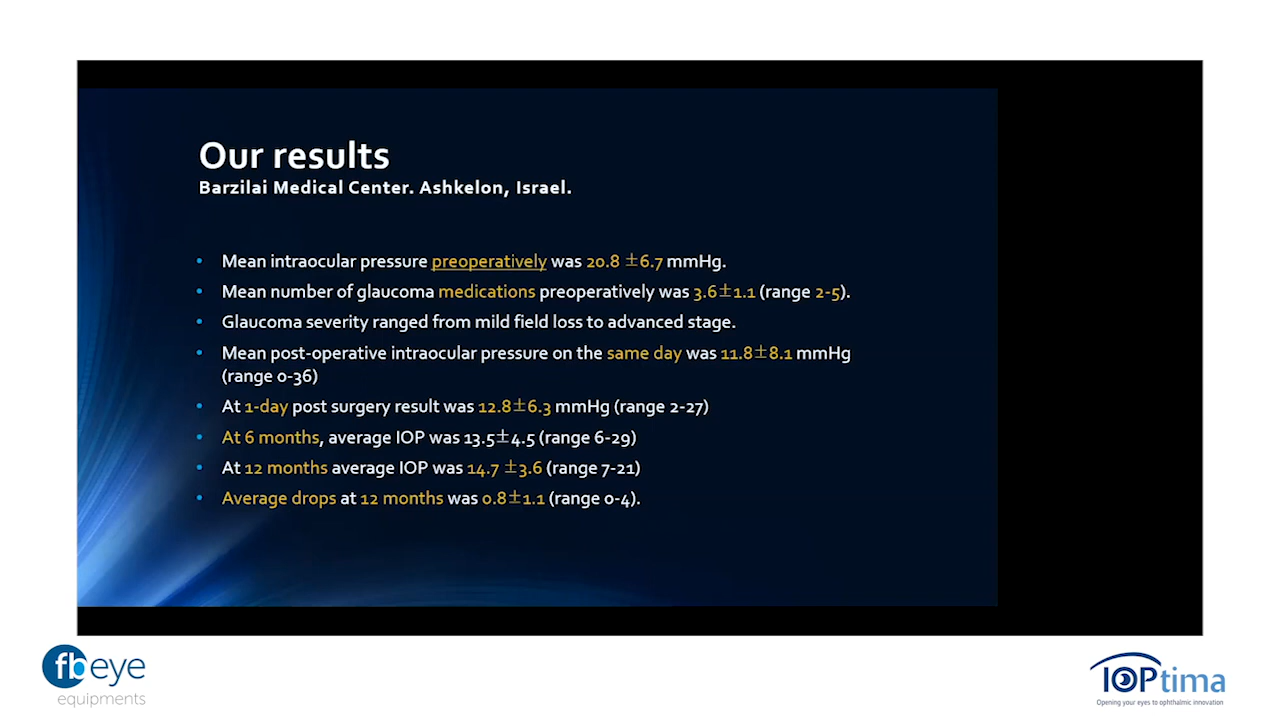 Our results
Barzilai Medical Center. Ashkelon, Israel.
• Mean intraocular pressure preoperatively was 20.8 ±6.7 mmHg.
• Mean number of glaucoma medications preoperatively was 3.6±1.1 (range 2-5).
• Glaucoma severity ranged from mild field loss to advanced stage.
• Mean post-operative intraocular pressure on the same day was 11.8±8.1 mmHg
(range 0-36)
• At 1-day post surgery result was 12.8±6.3 mmHg (range 2-27)
• At 6 months, average IOP was 13.5±4.5 (range 6-29)
• At 12 months average IOP was 14.7 ±3.6 (range 7-21)
• Average drops at 12 months was 0.8±1.1 (range 0-4).
fbeye
equipments
IOPtima
Opening your eyes to ophthalmic innovation